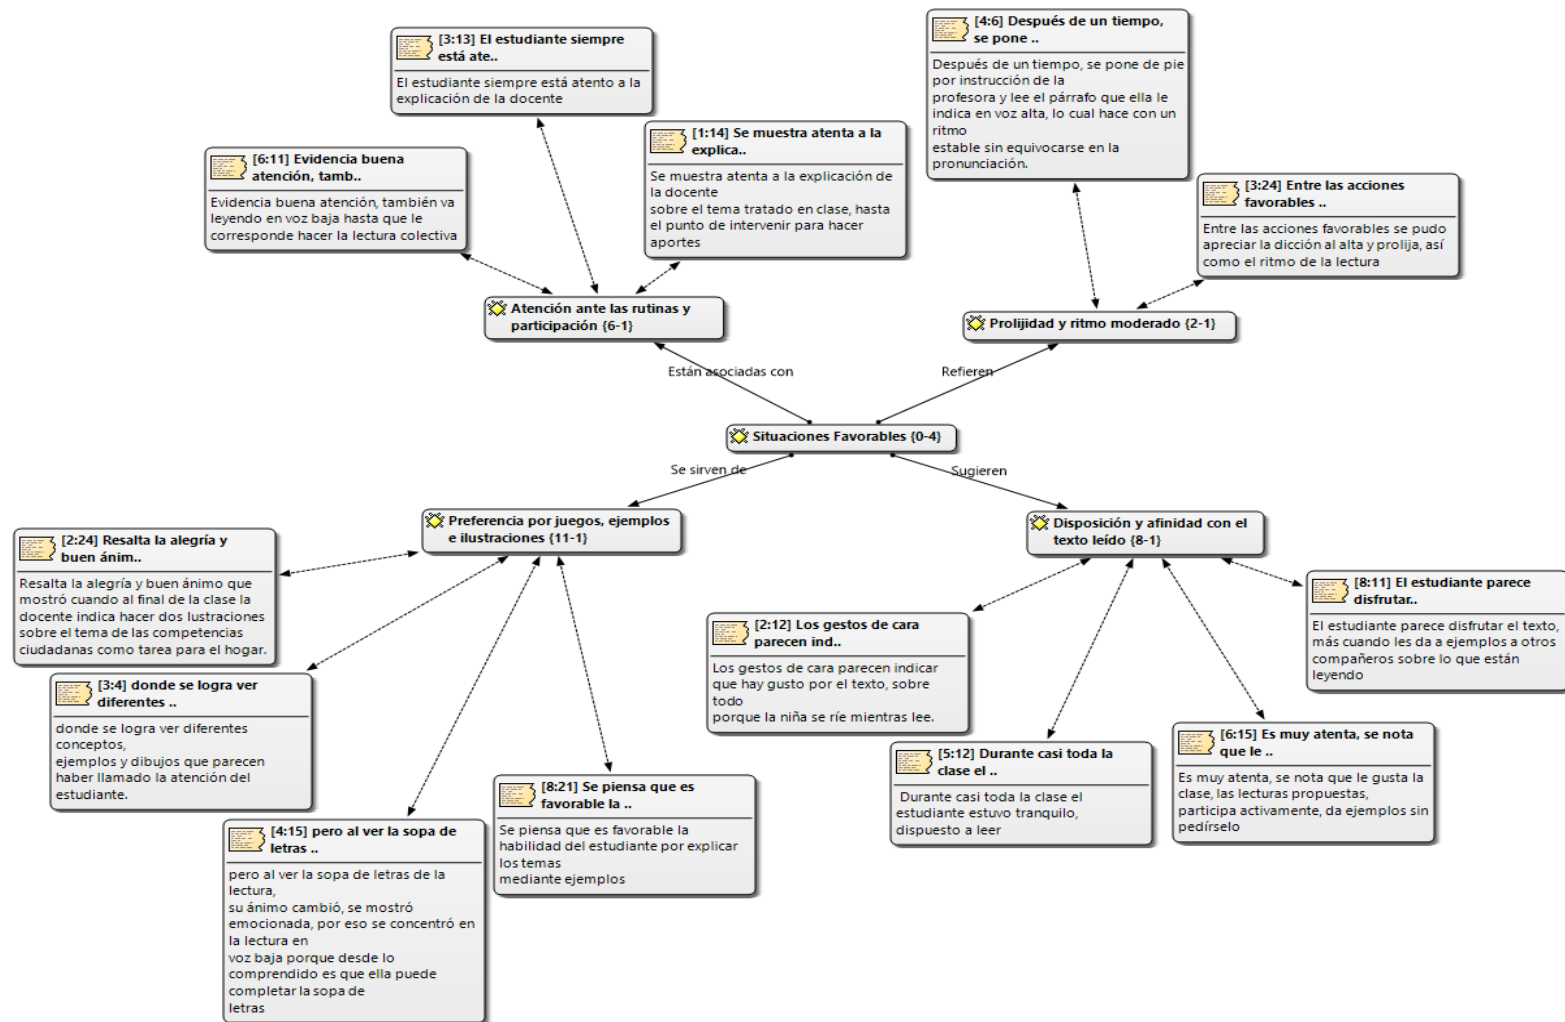 [4:6] Después de un tiempo,
se pone ..
Después de un tiempo, se pone de pie
por instrucción de la
profesora y lee el párrafo que ella le
indica en voz alta, lo cual hace con un
ritmo
estable sin equivocarse en la
pronunciación.
[3:13] El estudiante siempre
está ate..
El estudiante siempre está atento a la
explicación de la docente
[1:14] Se muestra atenta a la
explica..
Se muestra atenta a la explicación de
la docente
sobre el tema tratado en clase, hasta
el punto de intervenir para hacer
aportes
[6:11] Evidencia buena
atención, tamb..
Evidencia buena atención, también va
leyendo en voz baja hasta que le
corresponde hacer la lectura colectiva
[3:24] Entre las acciones
favorables ..
Entre las acciones favorables se pudo
apreciar la dicción al alta y prolija, así
como el ritmo de la lectura
Atención ante las rutinas y
participación {6-1}
Prolijidad y ritmo moderado {2-1}
Están asociadas con
Refieren
Situaciones Favorables {0-4}
Se sirven de
Sugieren
Preferencia por juegos, ejemplos
e ilustraciones {11-1}
Disposición y afinidad con el
texto leído {8-1}
[2:24] Resalta la alegría y
buen ánim..
Resalta la alegría y buen ánimo que
mostró cuando al final de la clase la
docente indica hacer dos lustraciones
sobre el tema de las competencias
ciudadanas como tarea para el hogar.
[8:11] El estudiante parece
disfrutar..
El estudiante parece disfrutar el texto,
más cuando les da a ejemplos a otros
compañeros sobre lo que están
leyendo
[2:12] Los gestos de cara
parecen ind..
Los gestos de cara parecen indicar
que hay gusto por el texto, sobre
todo
porque la niña se ríe mientras lee.
[3:4] donde se logra ver
diferentes ..
donde se logra ver diferentes
conceptos,
ejemplos y dibujos que parecen
haber llamado la atención del
estudiante.
[6:15] Es muy atenta, se nota
que le ..
Es muy atenta, se nota que le gusta la
clase, las lecturas propuestas,
participa activamente, da ejemplos sin
pedírselo
[5:12] Durante casi toda la
clase el ..
Durante casi toda la clase el
estudiante estuvo tranquilo,
dispuesto a leer
[8:21] Se piensa que es
favorable la ..
Se piensa que es favorable la
habilidad del estudiante por explicar
los temas
mediante ejemplos
[4:15] pero al ver la sopa de
letras ..
pero al ver la sopa de letras de la
lectura,
su ánimo cambió, se mostró
emocionada, por eso se concentró en
la lectura en
voz baja porque desde lo
comprendido es que ella puede
completar la sopa de
letras